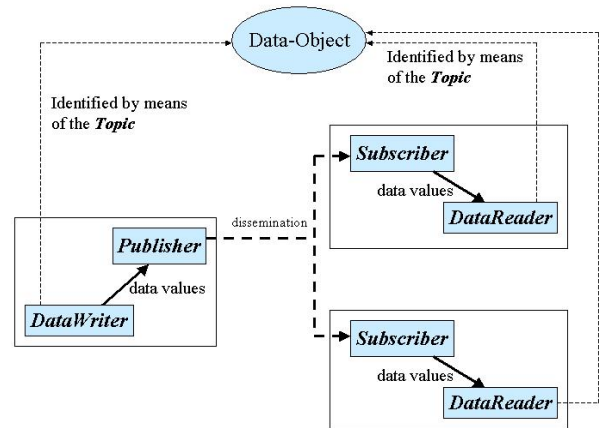 Data-Object
Identified by means
of the Topic
Identified by means
of the Topic
Subscriber
data values
DataReader
dissemination
Publisher
data values
DataWriter
Subscriber
data values
DataReader